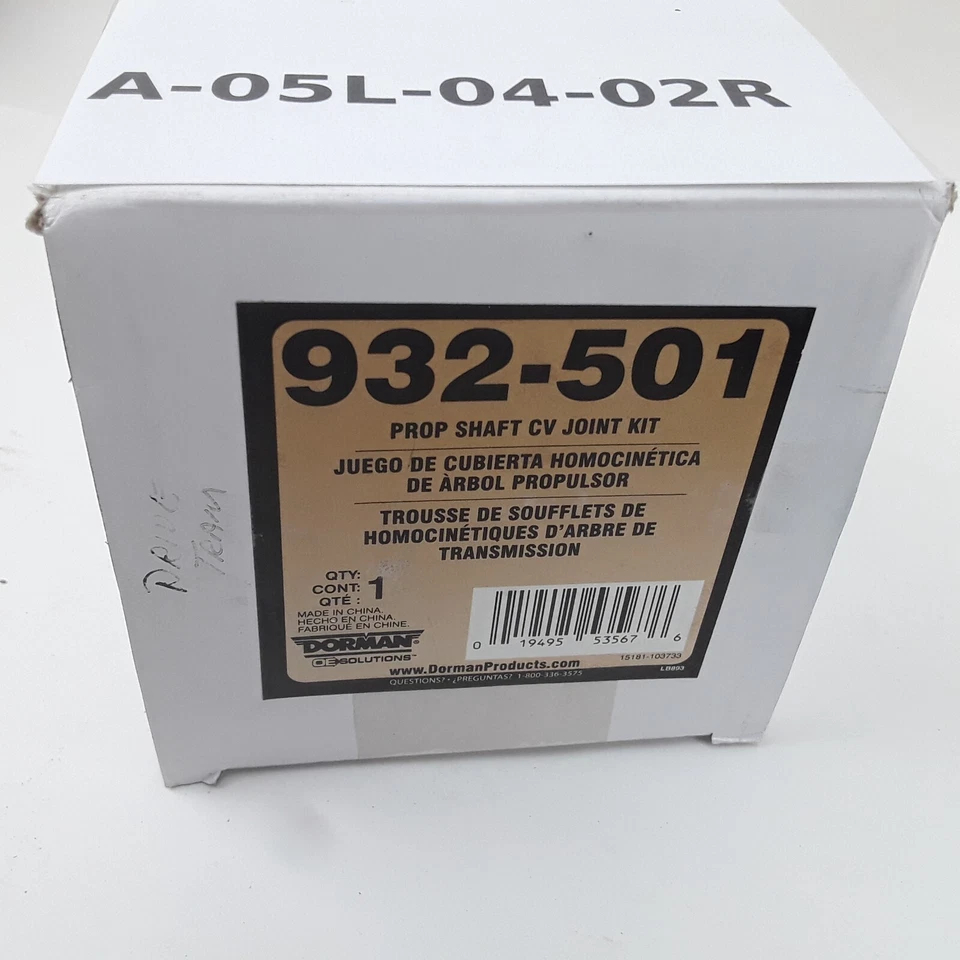 A-05L-04-02R
932-501
PROP SHAFT CV JOINT KIT
JUEGO DE CUBIERTA HOMOCINÉTICA
DE ÀRBOL PROPULSOR
TROUSSE DE SOUFFLETS DE
HOMOCINÉTIQUES D'ARBRE DE
TRANSMISSION
QTY:
CONT: 1
QTÉ :
MADE IN CHINA.
HECHO EN CHINA.
FABRIQUÉ EN CHINE.
DORMAN®
OE SOLUTIONS™
0 19495 53567 6
15181-103733
www.DormanProducts.com
LB893
QUESTIONS? • ¿PREGUNTAS? 1-800-336-3575
DRIVE
TRAIN